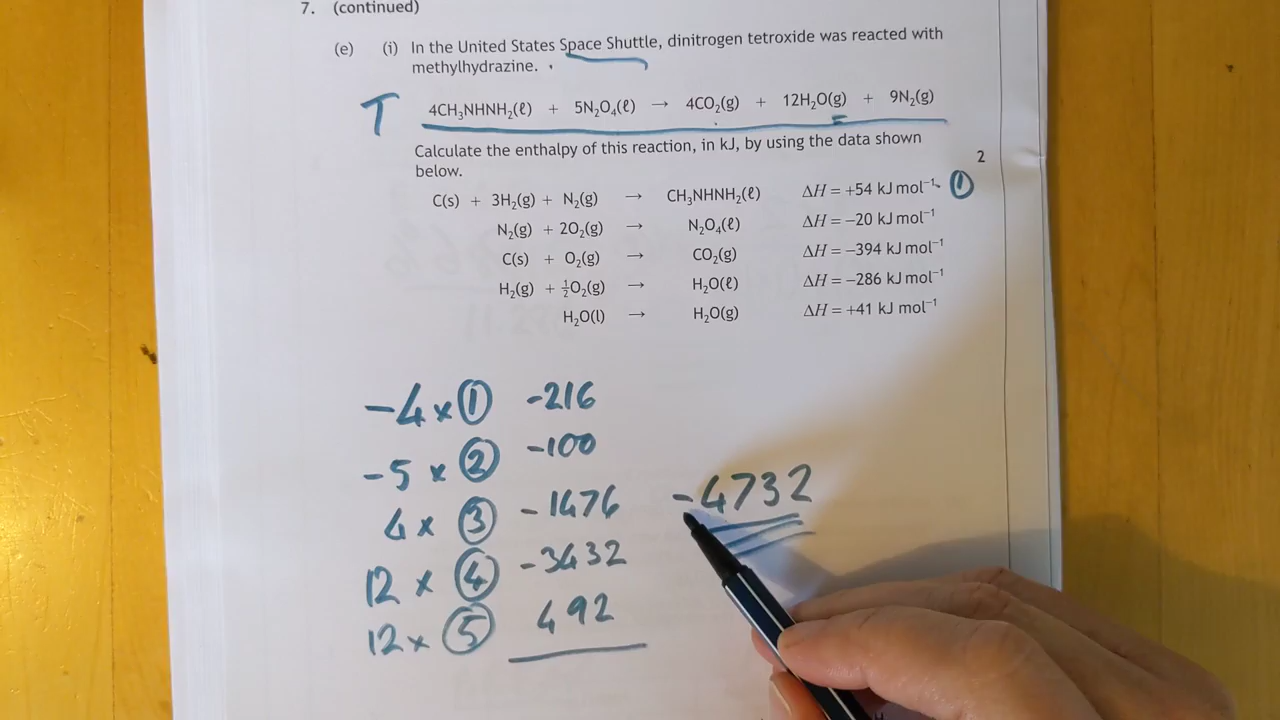 7. (continued)
(e) (i) In the United States Space Shuttle, dinitrogen tetroxide was reacted with
methylhydrazine.
T 4CH₃NHNH₂(ℓ) + 5N₂O₄(ℓ) → 4CO₂(g) + 12H₂O(g) + 9N₂(g)
Calculate the enthalpy of this reaction, in kJ, by using the data shown
below.
2
C(s) + 3H₂(g) + N₂(g) → CH₃NHNH₂(ℓ) ΔH = +54 kJ mol⁻¹ ①
N₂(g) + 2O₂(g) → N₂O₄(ℓ) ΔH = −20 kJ mol⁻¹
C(s) + O₂(g) → CO₂(g) ΔH = −394 kJ mol⁻¹
H₂(g) + ½O₂(g) → H₂O(ℓ) ΔH = −286 kJ mol⁻¹
H₂O(l) → H₂O(g) ΔH = +41 kJ mol⁻¹
-4 × ① -216
-5 × ② -100
4 × ③ -1476
-4732
12 × ④ -3432
12 × ⑤ 492